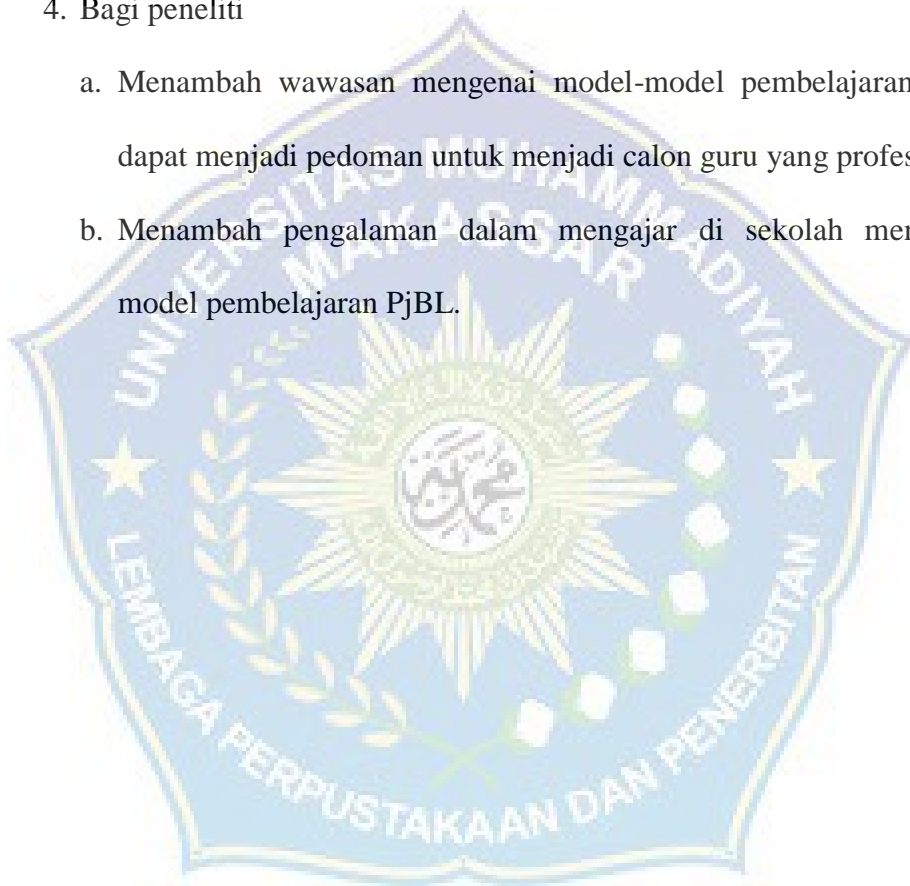 4. Bagi peneliti
a. Menambah wawasan mengenai model-model pembelajaran
dapat menjadi pedoman untuk menjadi calon guru yang profes
b. Menambah pengalaman dalam mengajar di sekolah mer
model pembelajaran PjBL.
UNIVERSITAS MUHAMMADIYAH
MAKASSAR
LEMBAGA PERPUSTAKAAN DAN PENERBITAN